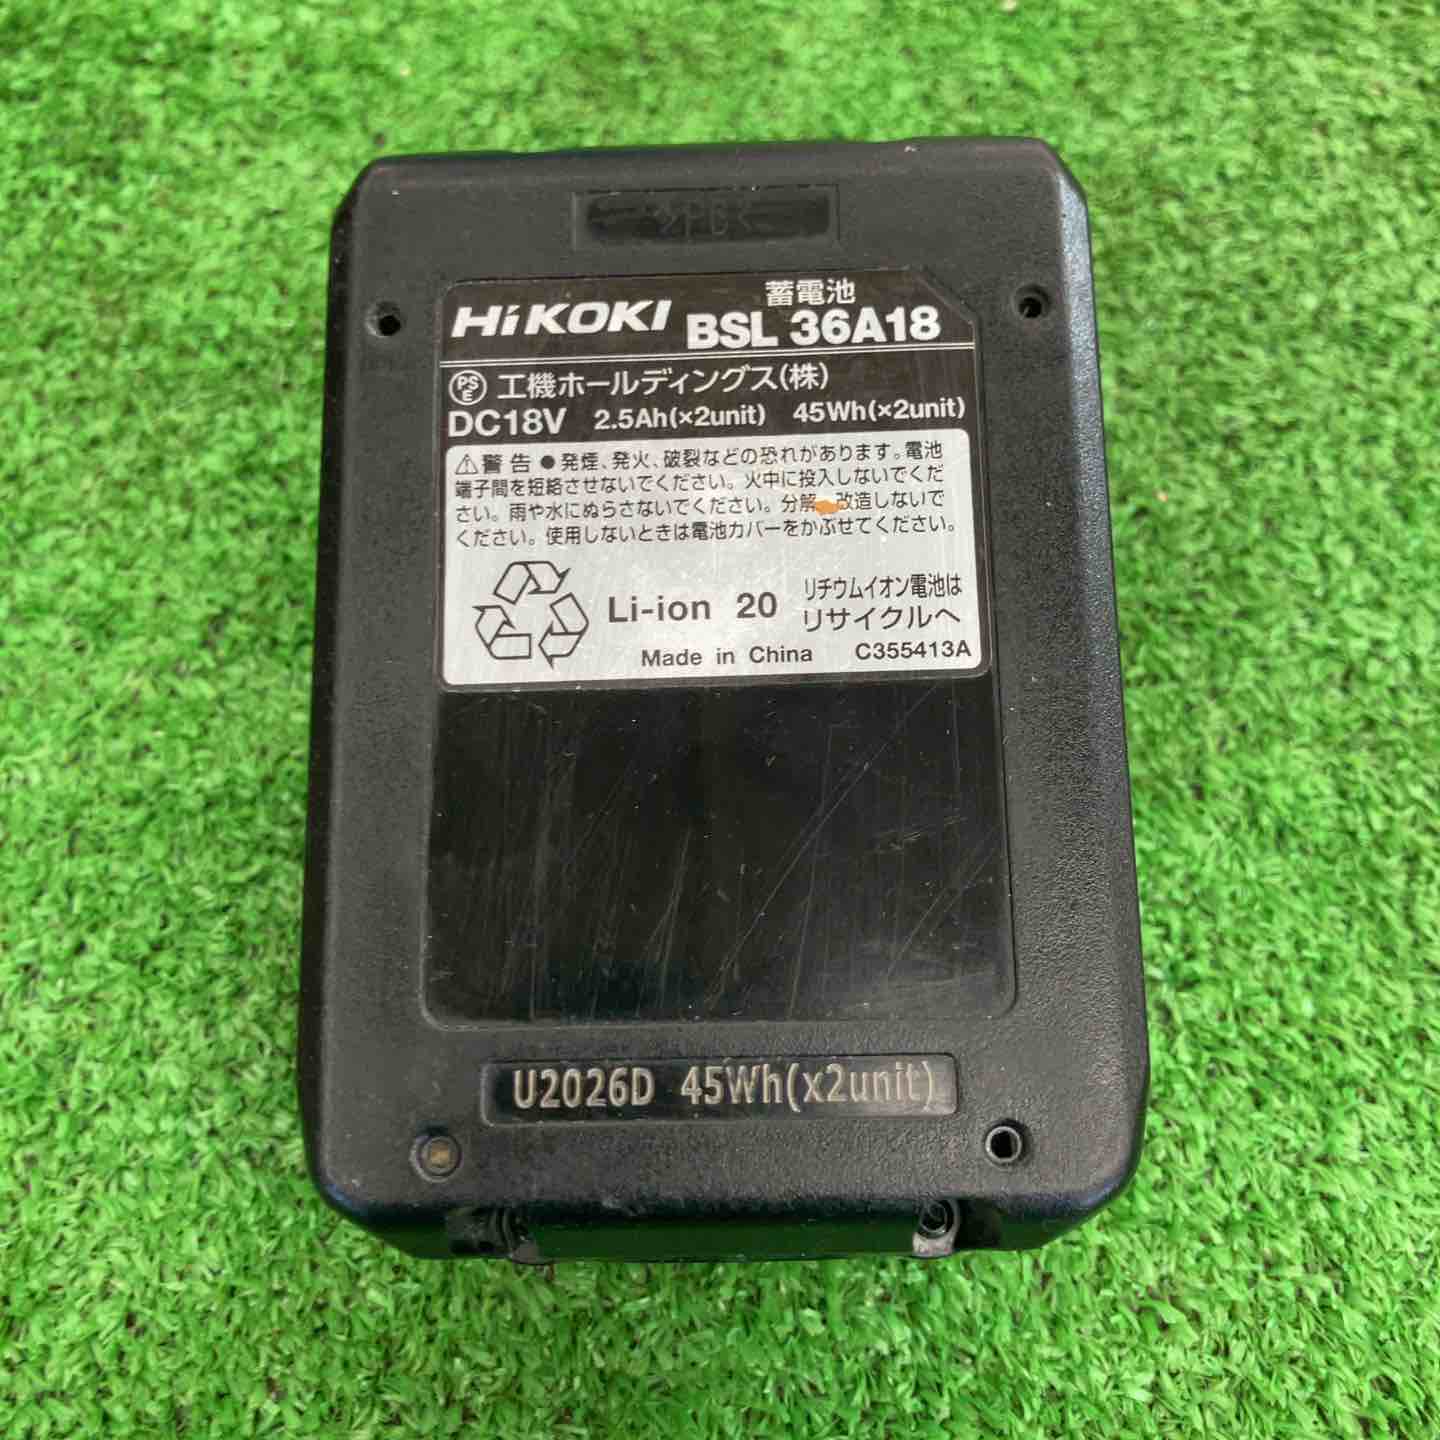 >PC<
HiKOKI
蓄電池
BSL 36A18
PS
E
工機ホールディングス(株)
DC18V 2.5Ah(×2unit) 45Wh(×2unit)
⚠警告 ●発煙、発火、破裂などの恐れがあります。電池
端子間を短絡させないでください。火中に投入しないでくだ
さい。雨や水にぬらさないでください。分解 改造しないで
ください。使用しないときは電池カバーをかぶせてください。
リチウムイオン電池は
Li-ion 20 リサイクルへ
Made in China C355413A
U2026D 45Wh(x2unit)